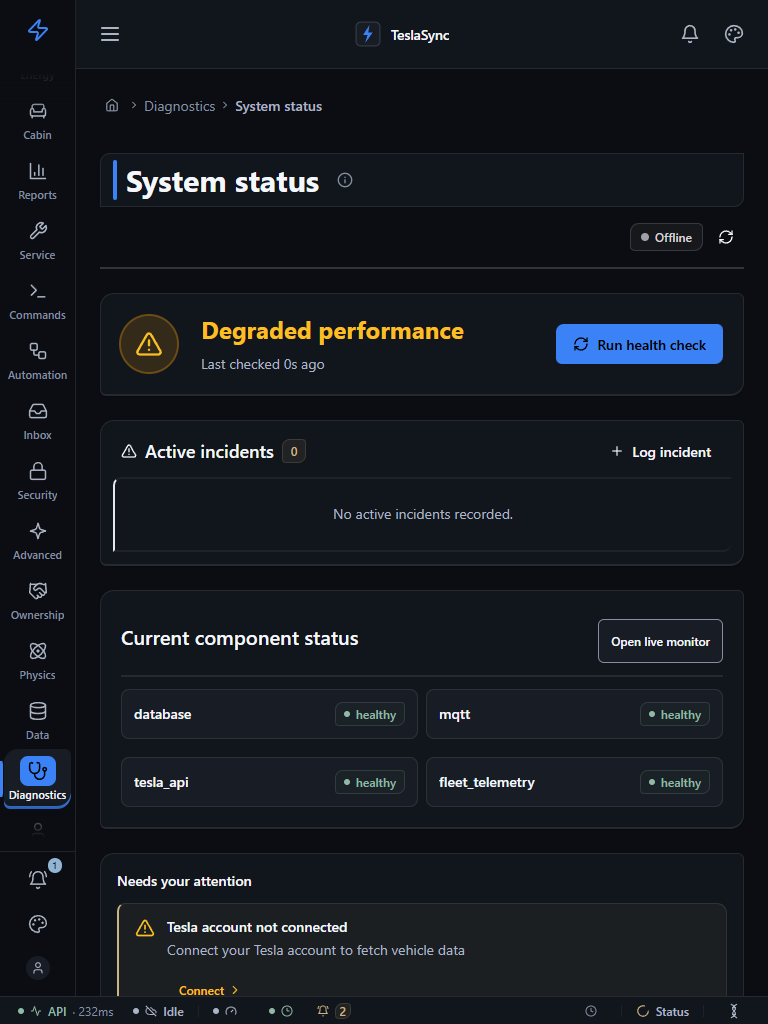 TeslaSync
Energy
Cabin
Reports
Service
Commands
Automation
Inbox
Security
Advanced
Ownership
Physics
Data
Diagnostics
1
Diagnostics
System status
System status
Offline
Degraded performance
Last checked 0s ago
Run health check
Active incidents 0
Log incident
No active incidents recorded.
Current component status
Open live monitor
database healthy
mqtt healthy
tesla_api healthy
fleet_telemetry healthy
Needs your attention
Tesla account not connected
Connect your Tesla account to fetch vehicle data
Connect
API · 232ms Idle 2 Status